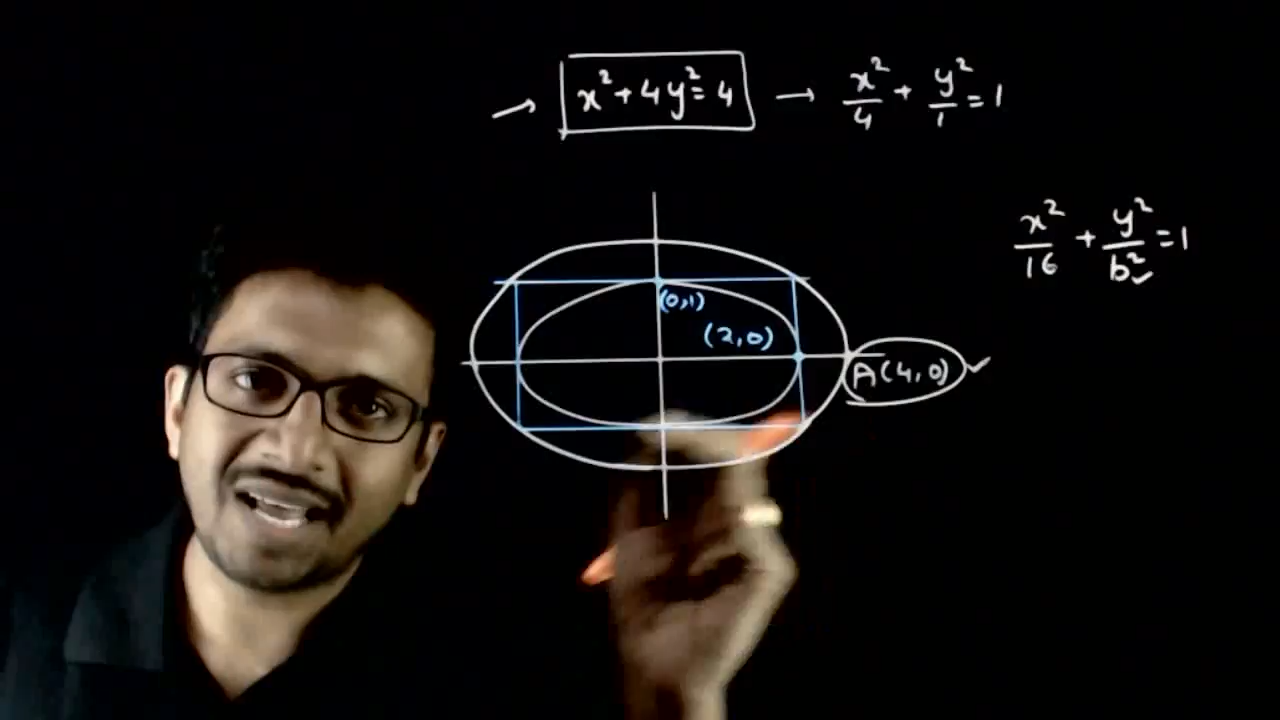 → x² + 4y² = 4 → x²/4 + y²/1 = 1
x²/16 + y²/b² = 1
(0,1)
(2,0)
A(4,0)